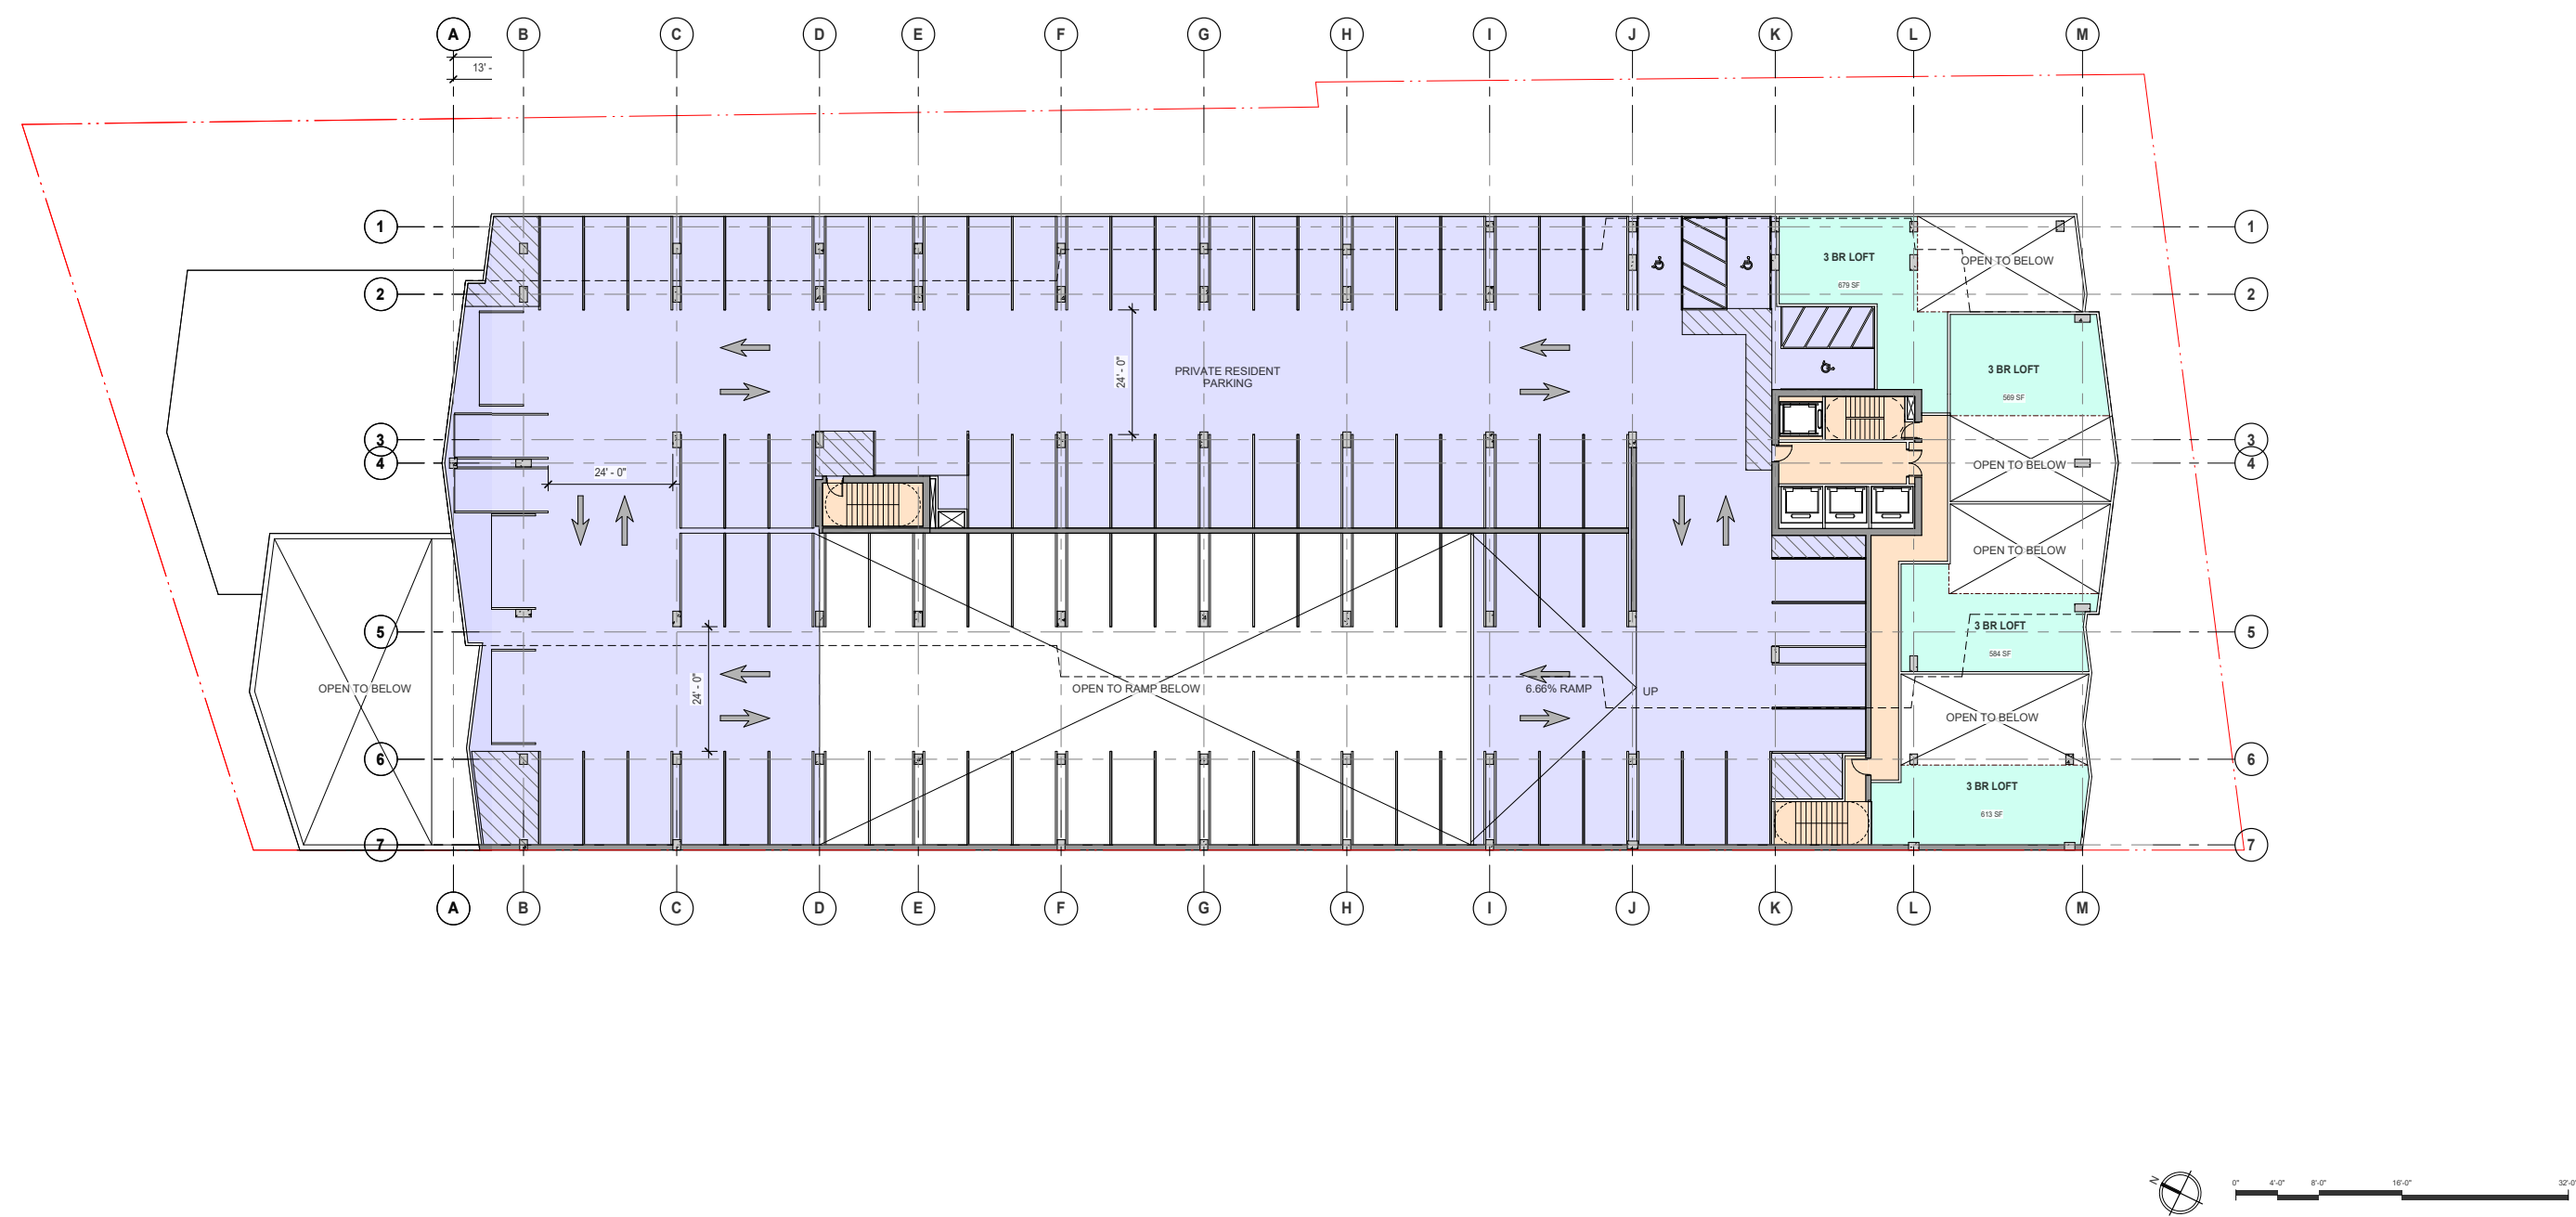 A B C D E F G H I J K L M
13' -
1 1
2 2
3 BR LOFT
679 SF
OPEN TO BELOW
24' - 0"
PRIVATE RESIDENT
PARKING
3 BR LOFT
569 SF
3 3
4 4
24' - 0"
OPEN TO BELOW
OPEN TO BELOW
5 5
3 BR LOFT
584 SF
24' - 0"
OPEN TO BELOW
OPEN TO RAMP BELOW
6.66% RAMP
UP
OPEN TO BELOW
6 6
3 BR LOFT
613 SF
7 7
A B C D E F G H I J K L M
N
0" 4'-0" 8'-0" 16'-0" 32'-0"